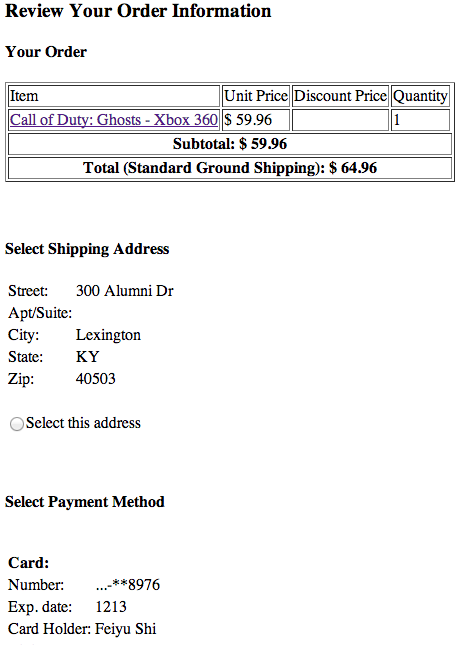 Review Your Order Information
Your Order
Item Unit Price Discount Price Quantity
Call of Duty: Ghosts - Xbox 360 $ 59.96 1
Subtotal: $ 59.96
Total (Standard Ground Shipping): $ 64.96
Select Shipping Address
Street: 300 Alumni Dr
Apt/Suite:
City: Lexington
State: KY
Zip: 40503
Select this address
Select Payment Method
Card:
Number: ...-**8976
Exp. date: 1213
Card Holder: Feiyu Shi